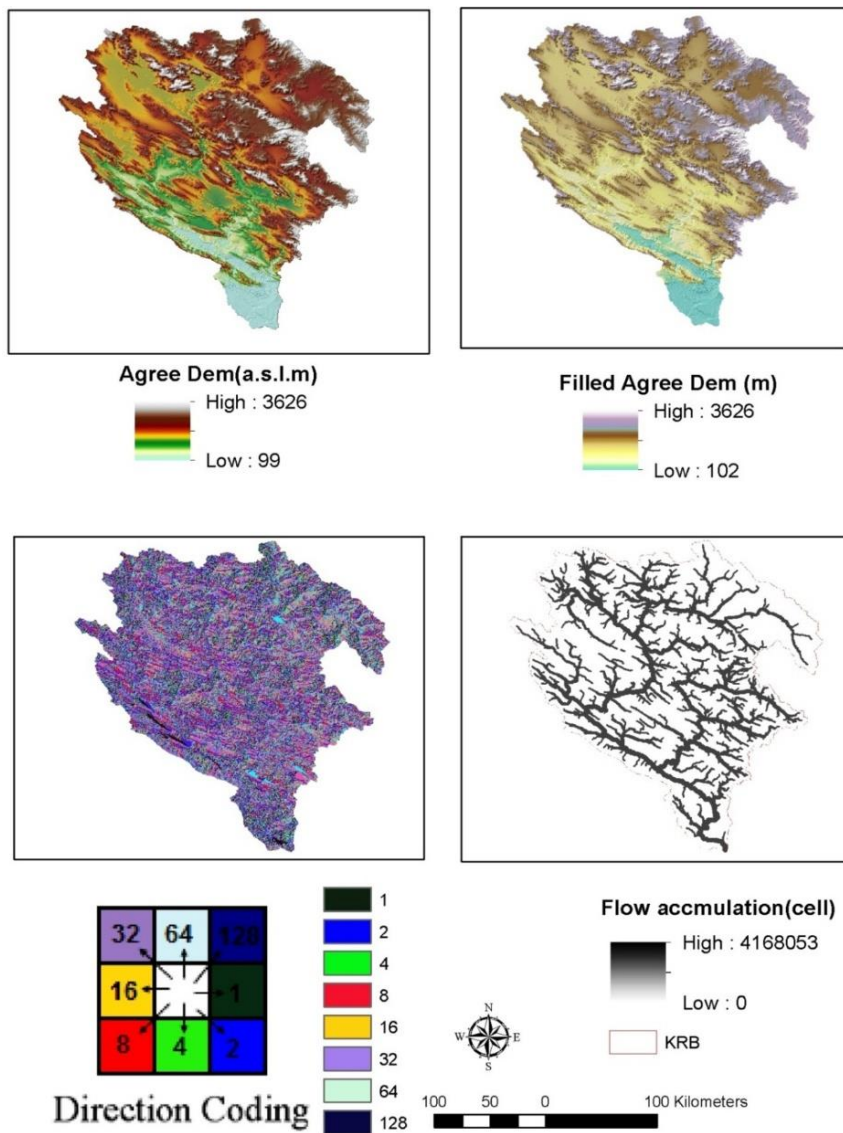 Agree Dem(a.s.l.m)
High : 3626
Low : 99
Filled Agree Dem (m)
High : 3626
Low : 102
32 64 128
16 1
8 4 2
Direction Coding
1
2
4
8
16
32
64
128
Flow accmulation(cell)
High : 4168053
Low : 0
KRB
N
W E
S
100 50 0 100 Kilometers